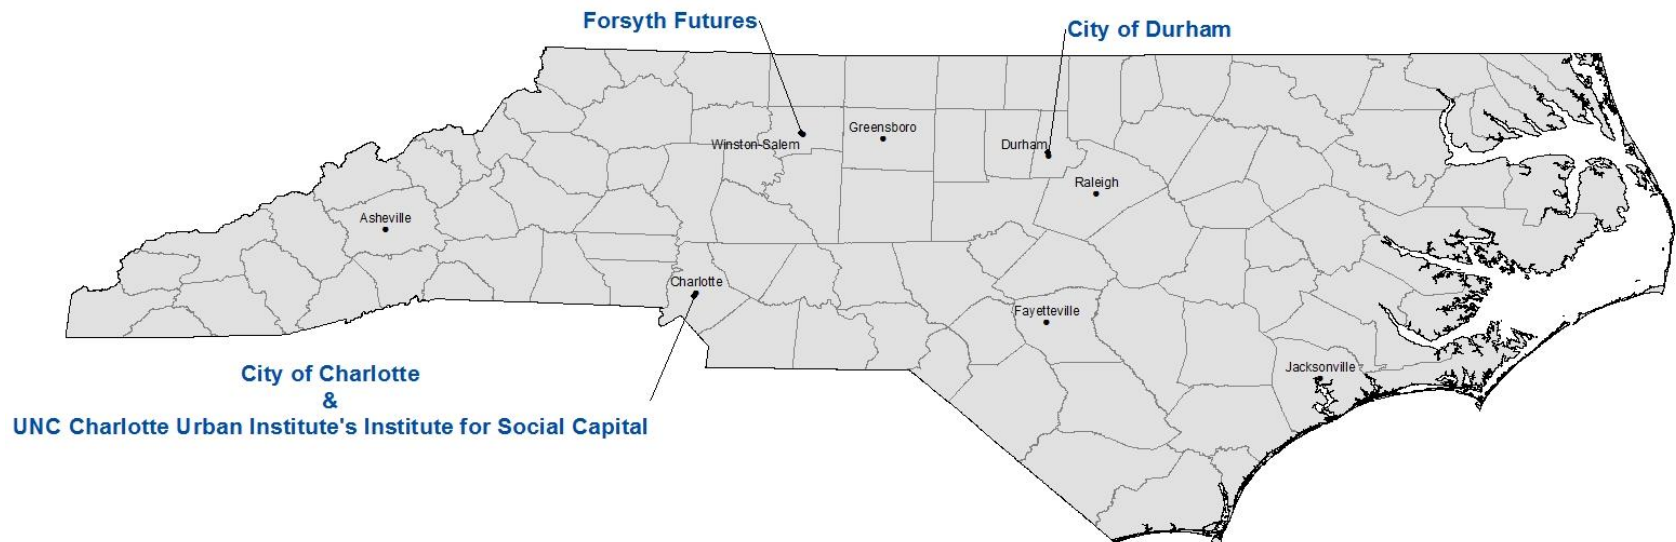 Forsyth Futures
City of Durham
Greensboro
Winston-Salem
Durham
Raleigh
Asheville
Charlotte
Fayetteville
Jacksonville
City of Charlotte
&
UNC Charlotte Urban Institute's Institute for Social Capital